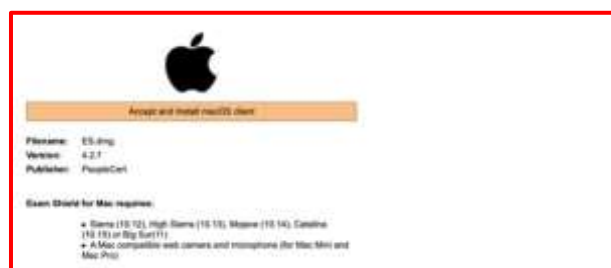 Accept and install macOS client
Filename: ES.dmg
Version: 4.2.1
Publisher: PeopleCert
Exam Shield for Mac requires:
• Sierra (10.12), High Sierra (10.13), Mojave (10.14), Catalina
(10.15) or Big Sur(11)
• A Mac compatible web camera and microphone (for Mac Mini and
Mac Pro)